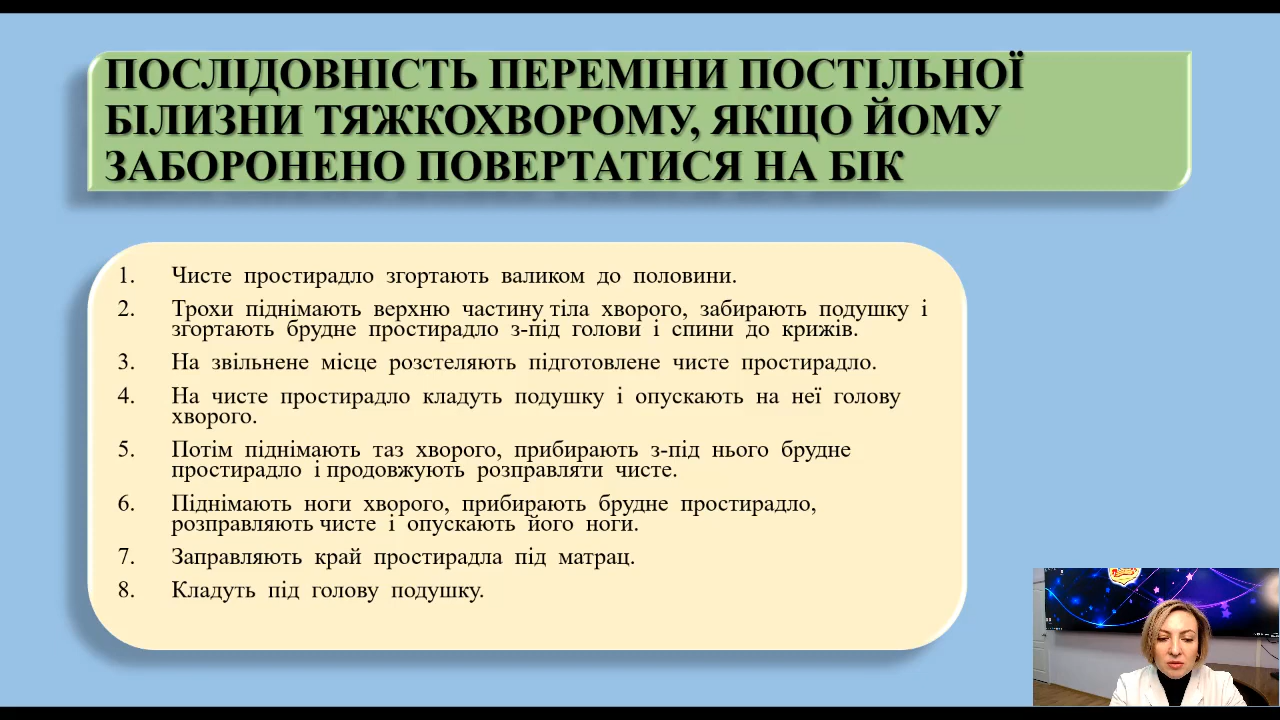 ПОСЛІДОВНІСТЬ ПЕРЕМІНИ ПОСТІЛЬНОЇ
БІЛИЗНИ ТЯЖКОХВОРОМУ, ЯКЩО ЙОМУ
ЗАБОРОНЕНО ПОВЕРТАТИСЯ НА БІК
1. Чисте простирадло згортають валиком до половини.
2. Трохи піднімають верхню частину тіла хворого, забирають подушку і
згортають брудне простирадло з-під голови і спини до крижів.
3. На звільнене місце розстеляють підготовлене чисте простирадло.
4. На чисте простирадло кладуть подушку і опускають на неї голову
хворого.
5. Потім піднімають таз хворого, прибирають з-під нього брудне
простирадло і продовжують розправляти чисте.
6. Піднімають ноги хворого, прибирають брудне простирадло,
розправляють чисте і опускають його ноги.
7. Заправляють край простирадла під матрац.
8. Кладуть під голову подушку.